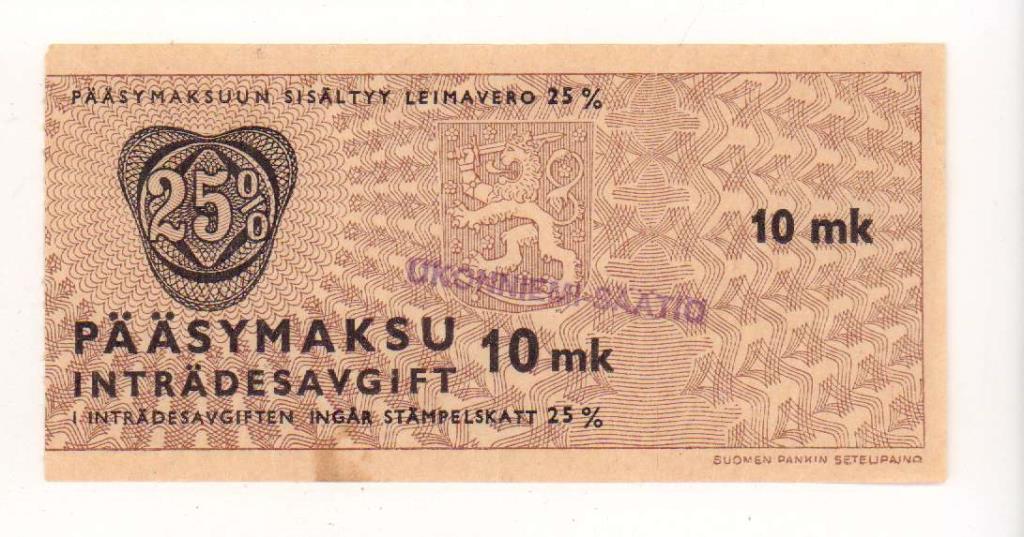 PÄÄSYMAKSUUN SISÄLTYY LEIMAVERO 25 %
25 %
10 mk
UKONNIEMI-SÄÄTIÖ
PÄÄSYMAKSU 10 mk
INTRÄDESAVGIFT
I INTRÄDESAVGIFTEN INGÅR STÄMPELSKATT 25 %
SUOMEN PANKIN SETELIPAINO